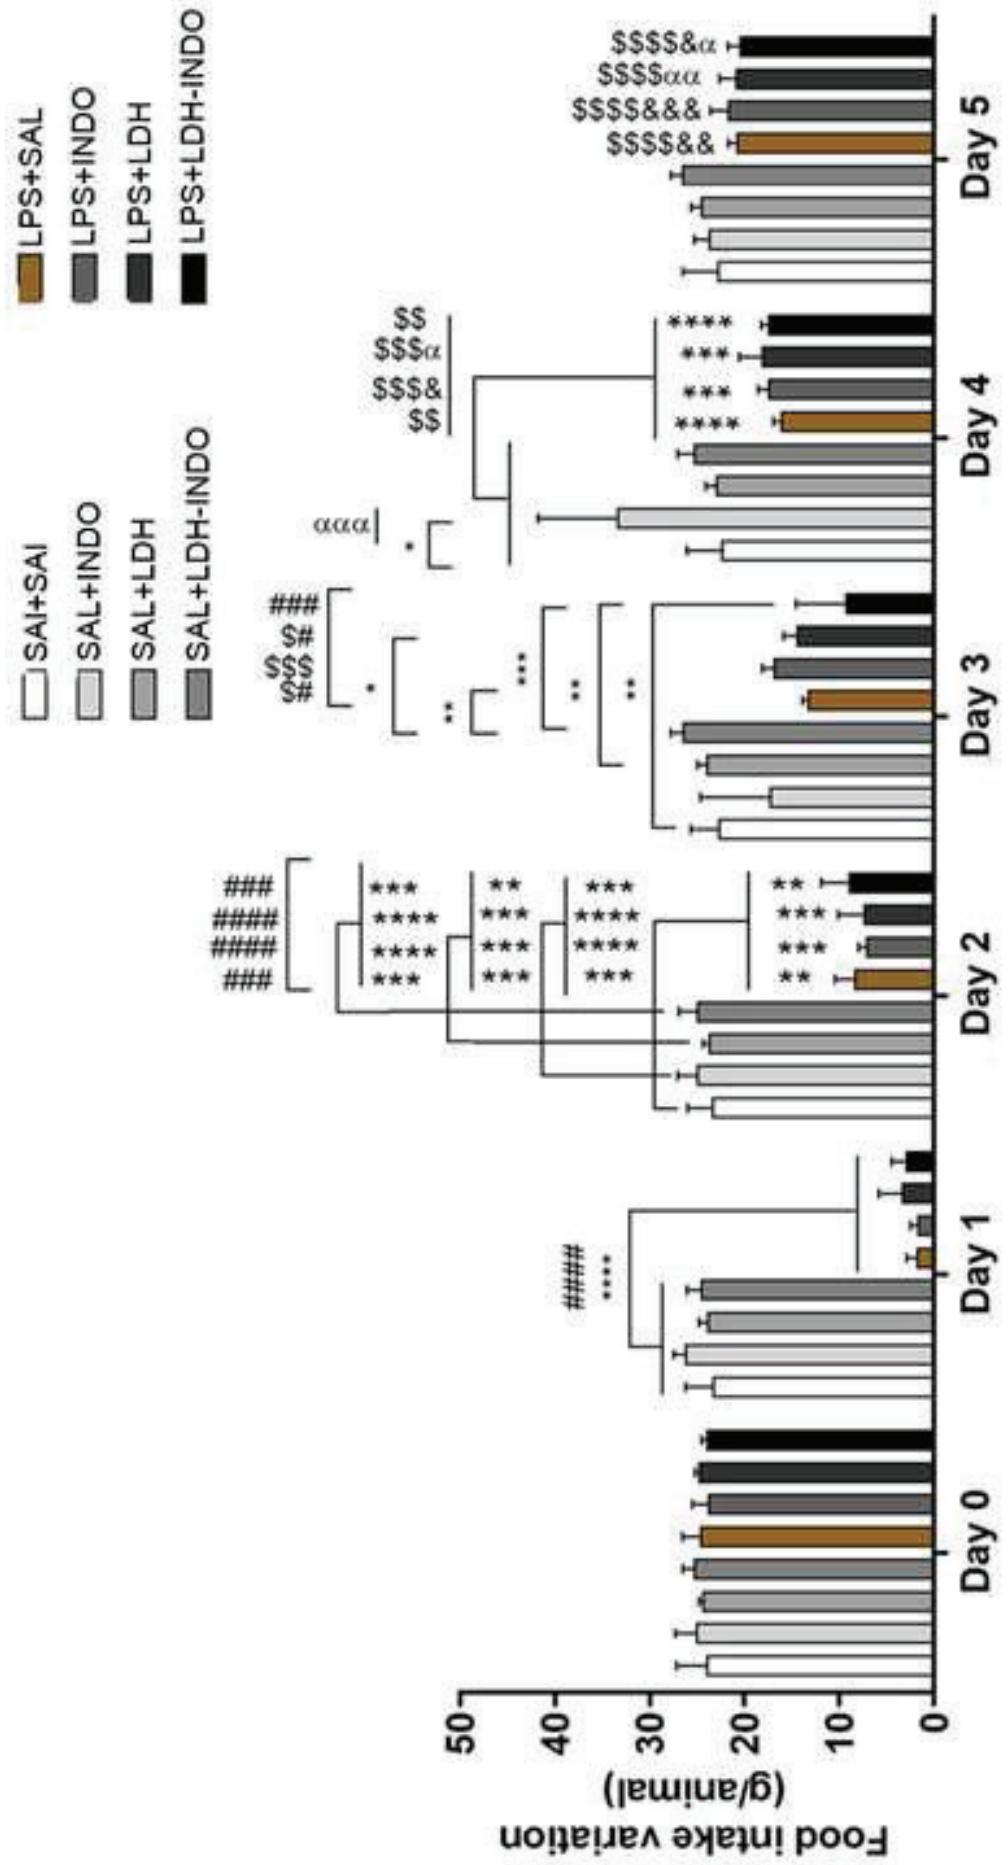 SAI+SAI
SAL+INDO
SAL+LDH
SAL+LDH-INDO
LPS+SAL
LPS+INDO
LPS+LDH
LPS+LDH-INDO
Food intake variation
(g/animal)
50
40
30
20
10
0
####
****
###
####
####
###
***
****
****
***
**
***
***
***
***
****
****
***
**
***
***
**
###
$#
$$$
$#
*
**
***
**
**
ααα
*
$$
$$$α
$$$&
$$
****
***
***
****
$$$$&α
$$$$αα
$$$$&&&
$$$$&&
Day 0
Day 1
Day 2
Day 3
Day 4
Day 5